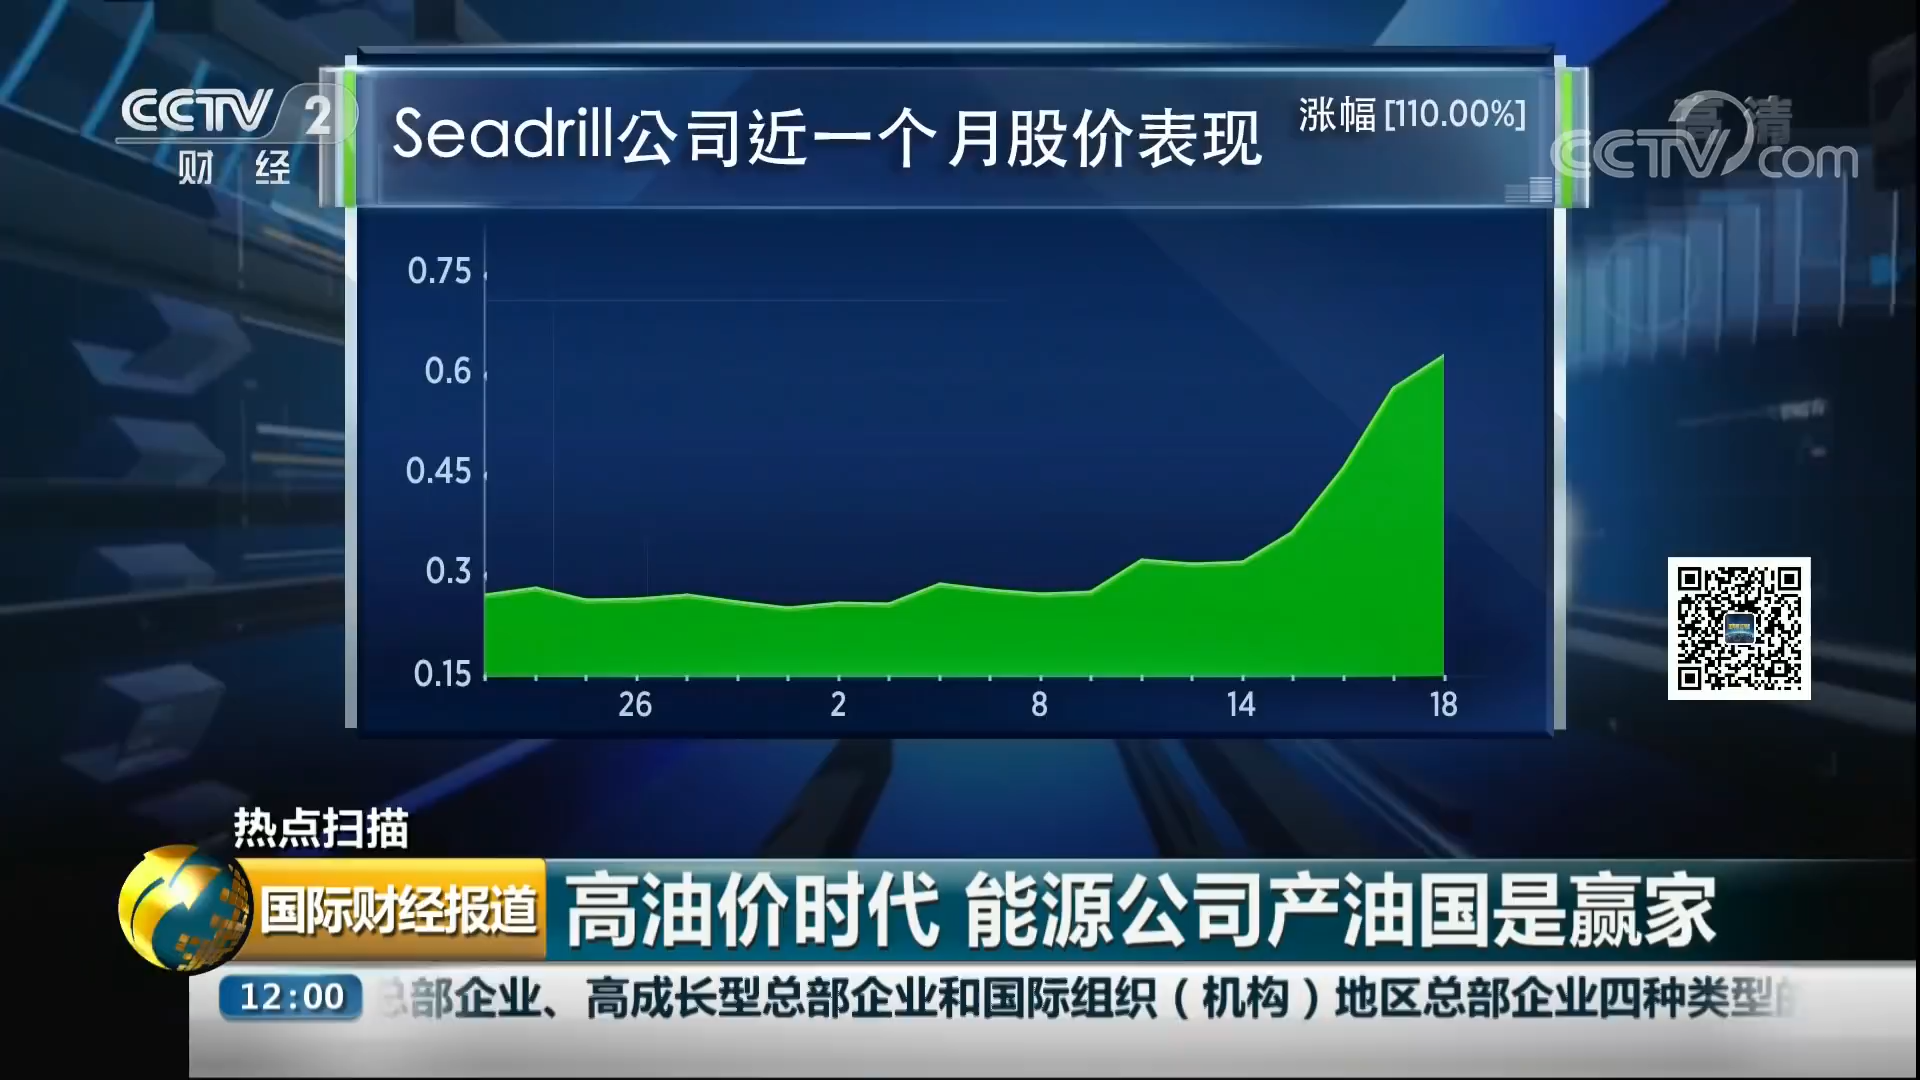 CCTV 2
财 经
Seadrill公司近一个月股价表现
涨幅[110.00%]
高清
CCTV.com
0.75
0.6
0.45
0.3
0.15
26 2 8 14 18
热点扫描
国际财经报道
高油价时代 能源公司产油国是赢家
12:00
部企业、高成长型总部企业和国际组织（机构）地区总部企业四种类型